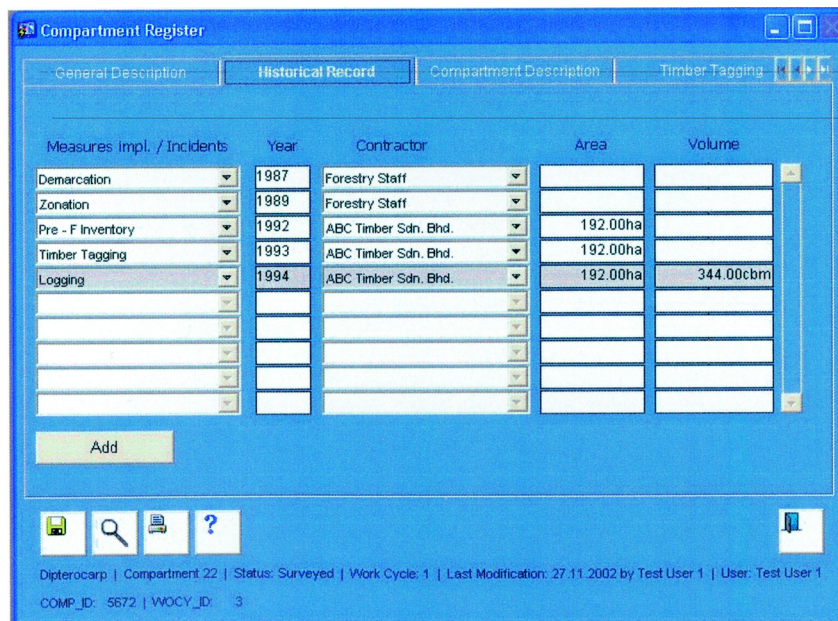 Compartment Register
General Description Historical Record Compartment Description Timber Tagging
Measures impl. / Incidents Year Contractor Area Volume
Demarcation 1987 Forestry Staff
Zonation 1989 Forestry Staff
Pre - F Inventory 1992 ABC Timber Sdn. Bhd. 192.00ha
Timber Tagging 1993 ABC Timber Sdn. Bhd. 192.00ha
Logging 1994 ABC Timber Sdn. Bhd. 192.00ha 344.00cbm
Add
?
Dipterocarp | Compartment 22 | Status: Surveyed | Work Cycle: 1 | Last Modification: 27.11.2002 by Test User 1 | User: Test User 1
COMP_ID: 5672 | WOCY_ID: 3